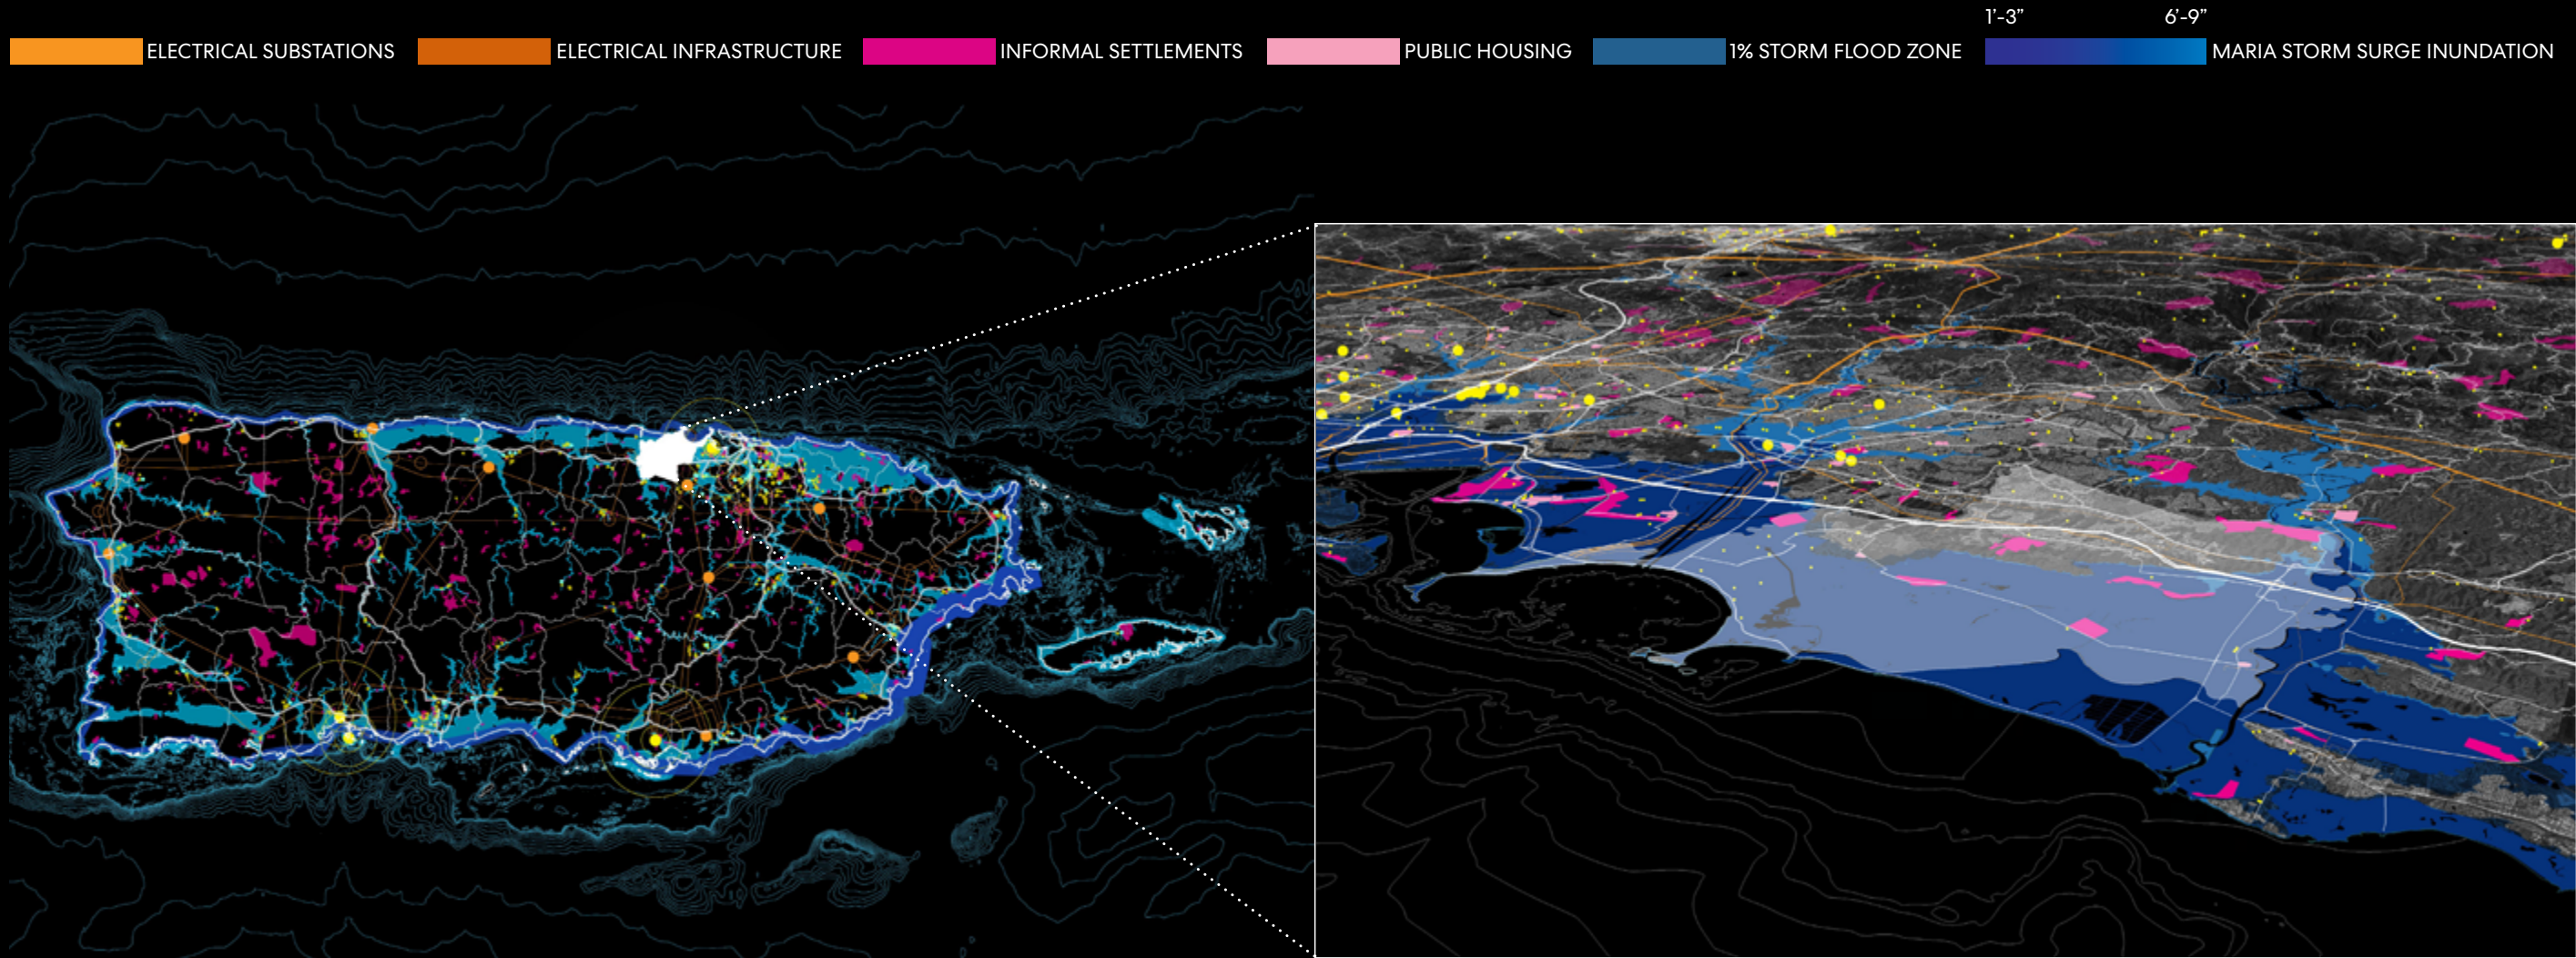 1'-3” 6'-9”
ELECTRICAL SUBSTATIONS ELECTRICAL INFRASTRUCTURE INFORMAL SETTLEMENTS PUBLIC HOUSING 1% STORM FLOOD ZONE MARIA STORM SURGE INUNDATION